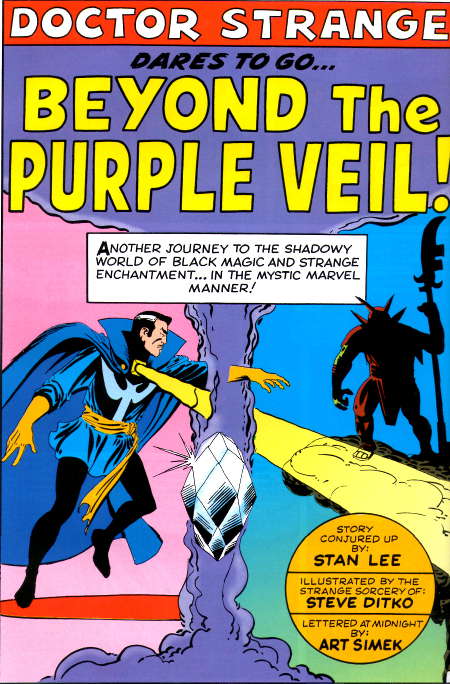 DOCTOR STRANGE
DARES TO GO...
BEYOND The
PURPLE VEIL!
ANOTHER JOURNEY TO THE SHADOWY
WORLD OF BLACK MAGIC AND STRANGE
ENCHANTMENT... IN THE MYSTIC MARVEL
MANNER!
STORY
CONJURED UP
BY:
STAN LEE
ILLUSTRATED BY THE
STRANGE SORCERY OF:
STEVE DITKO
LETTERED AT MIDNIGHT
BY:
ART SIMEK